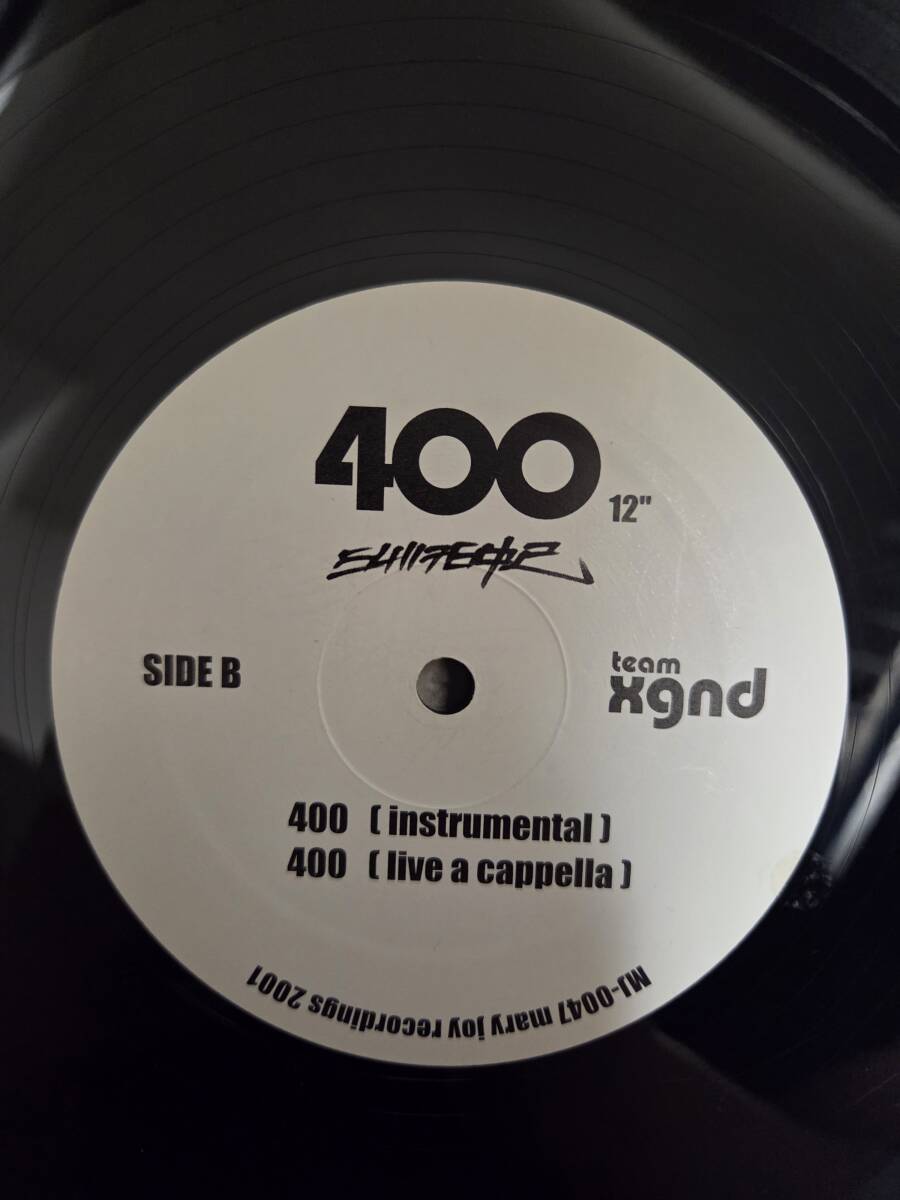 400
12"
SIDE B
team
xgnd
400 ( instrumental )
400 ( live a cappella )
MJ-0047 mary joy recordings 2001